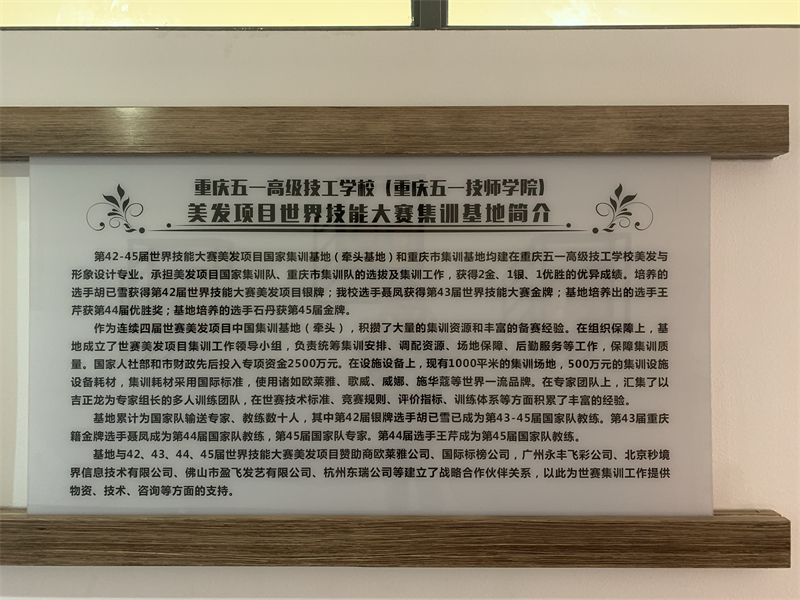 重庆五一高级技工学校（重庆五一技师学院）
美发项目世界技能大赛集训基地简介
第42-45届世界技能大赛美发项目国家集训基地（牵头基地）和重庆市集训基地均建在重庆五一高级技工学校美发与
形象设计专业。承担美发项目国家集训队、重庆市集训队的选拔及集训工作，获得2金、1银、1优胜的优异成绩。培养的
选手胡已雪获得第42届世界技能大赛美发项目银牌；我校选手聂凤获得第43届世界技能大赛金牌；基地培养出的选手王
芹获第44届优胜奖；基地培养的选手石丹获第45届金牌。
作为连续四届世赛美发项目中国集训基地（牵头），积攒了大量的集训资源和丰富的备赛经验。在组织保障上，基
地成立了世赛美发项目集训工作领导小组，负责统筹集训安排、调配资源、场地保障、后勤服务等工作，保障集训质
量。国家人社部和市财政先后投入专项资金2500万元。在设施设备上，现有1000平米的集训场地，500万元的集训设施
设备耗材，集训耗材采用国际标准，使用诸如欧莱雅、歌威、威娜、施华蔻等世界一流品牌。在专家团队上，汇集了以
吉正龙为专家组长的多人训练团队，在世赛技术标准、竞赛规则、评价指标、训练体系等方面积累了丰富的经验。
基地累计为国家队输送专家、教练数十人，其中第42届银牌选手胡已雪已成为第43-45届国家队教练。第43届重庆
籍金牌选手聂凤成为第44届国家队教练，第45届国家队专家。第44届选手王芹成为第45届国家队教练。
基地与42、43、44、45届世界技能大赛美发项目赞助商欧莱雅公司、国际标榜公司，广州永丰飞彩公司、北京秒境
界信息技术有限公司、佛山市盈飞发艺有限公司、杭州东瑞公司等建立了战略合作伙伴关系，以此为世赛集训工作提供
物资、技术、咨询等方面的支持。